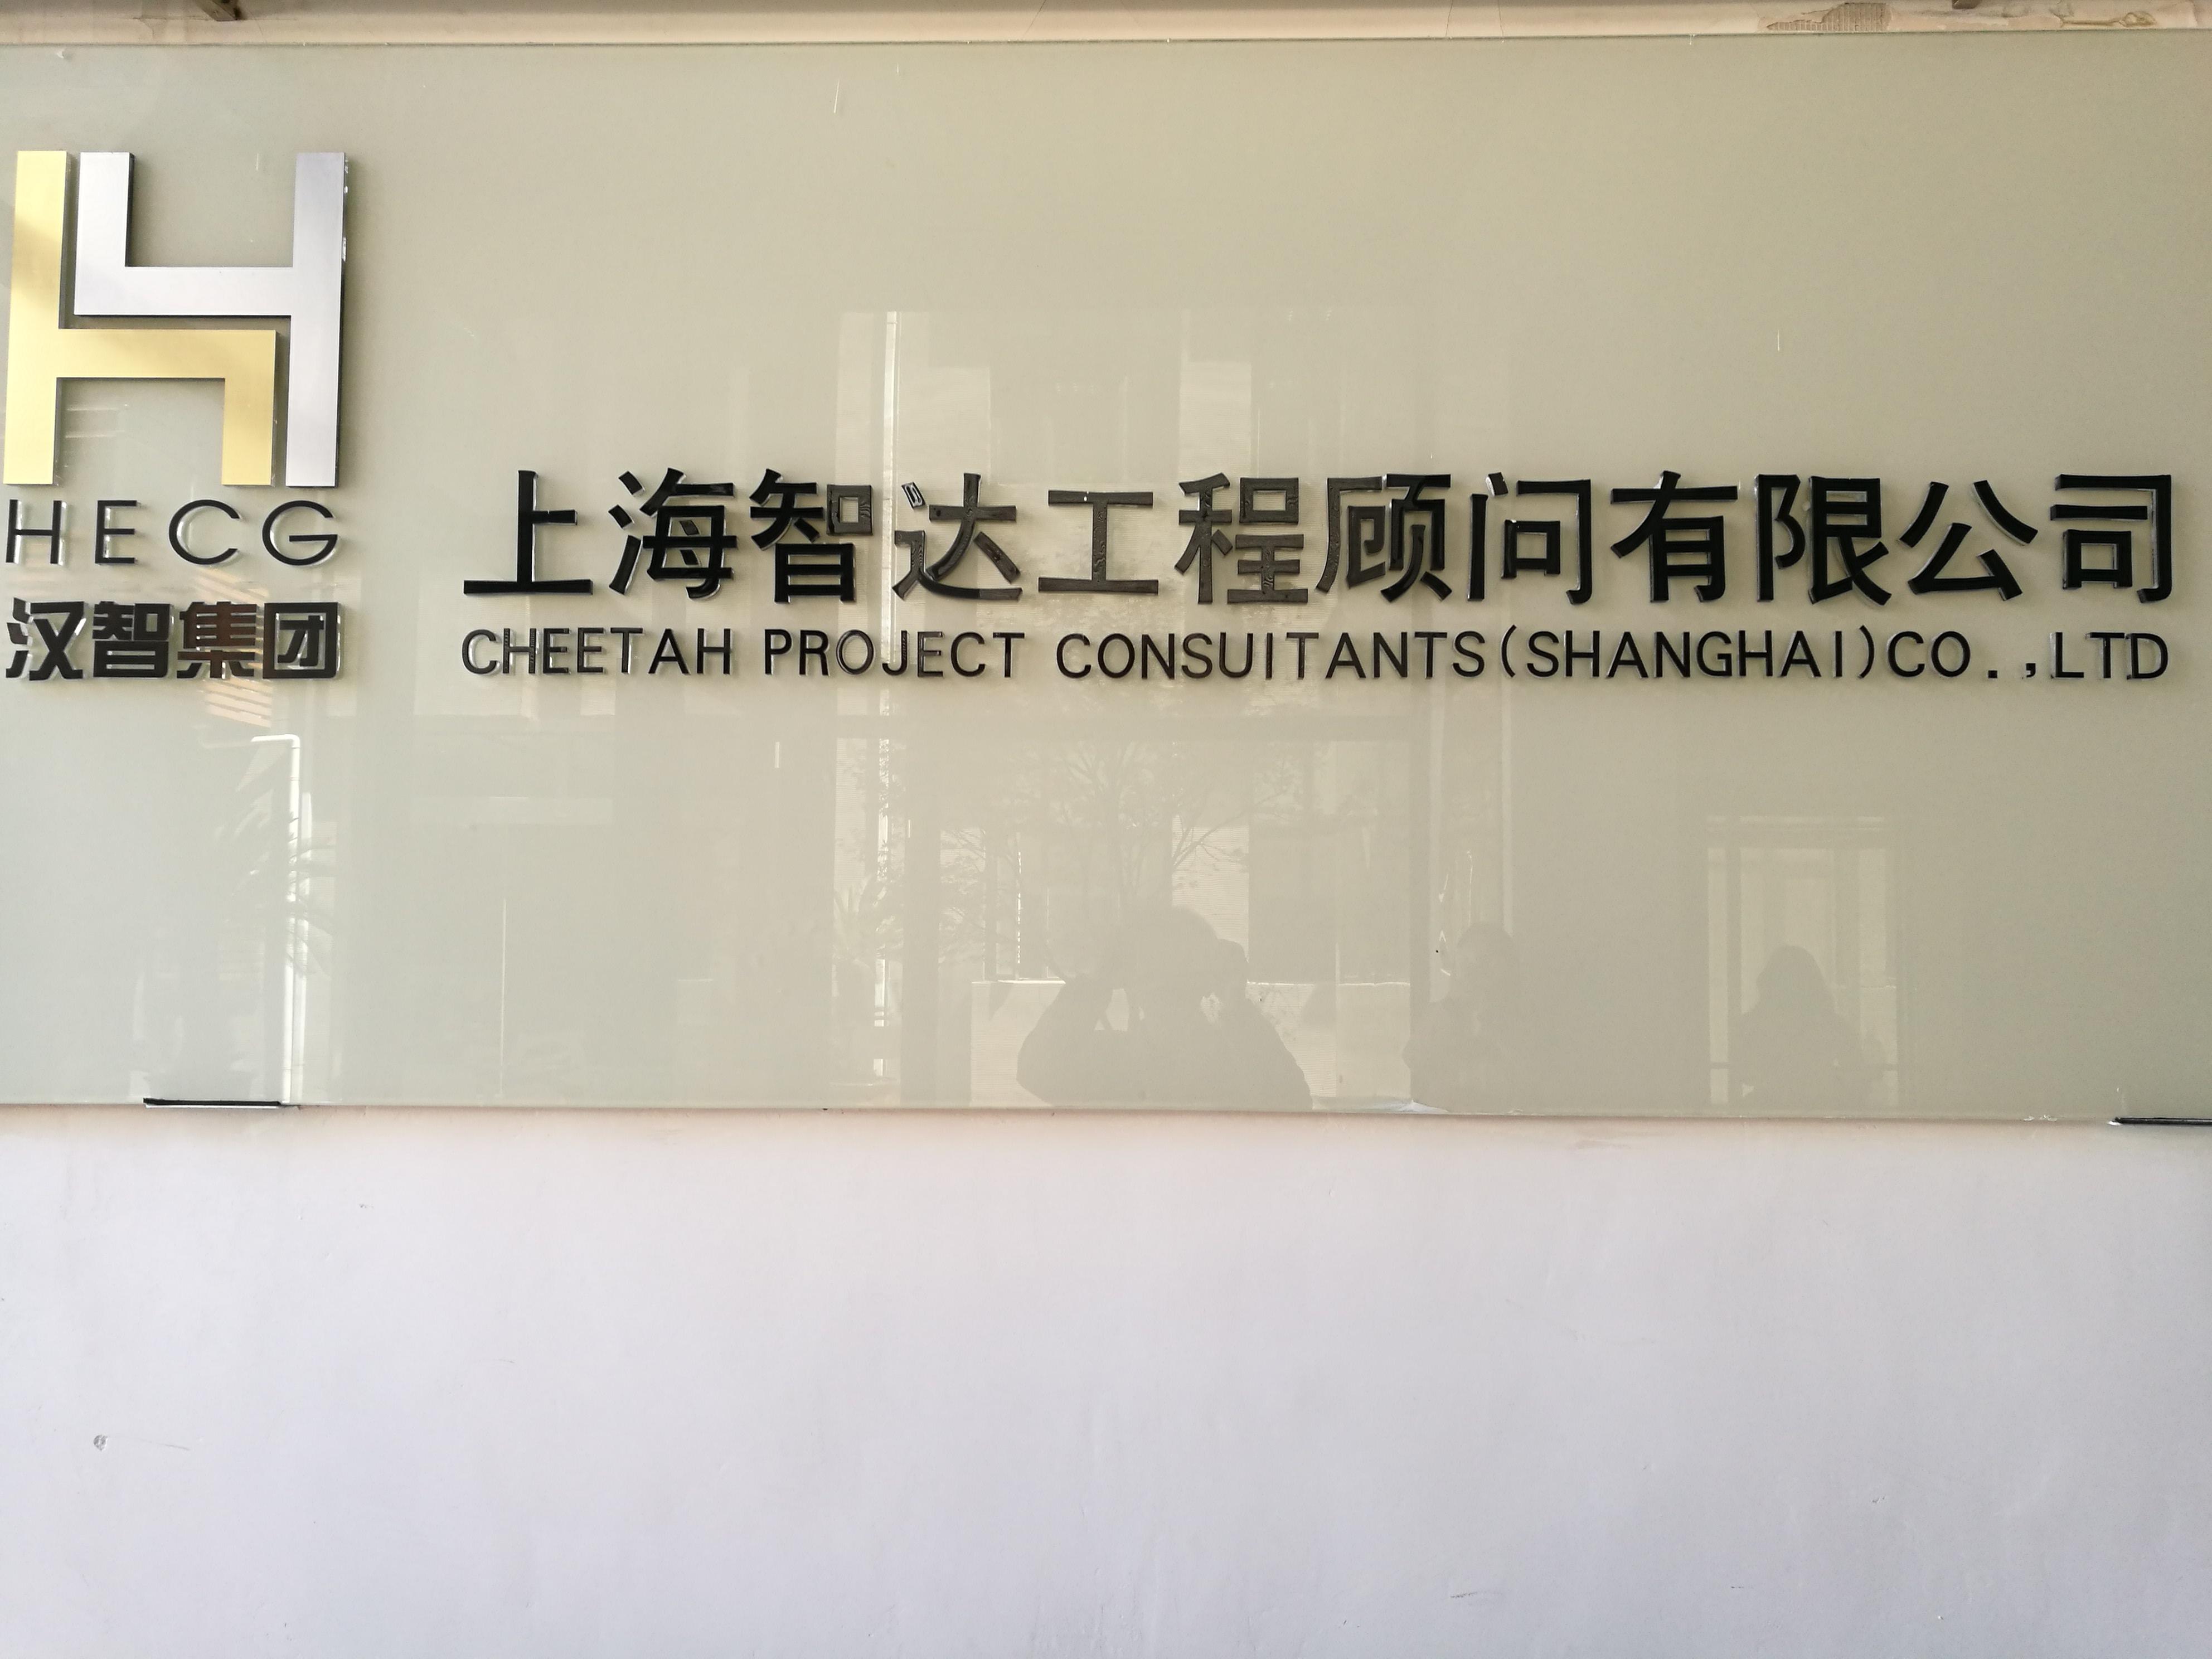 HECG
汉智集团
上海智达工程顾问有限公司
CHEETAH PROJECT CONSUITANTS(SHANGHAI)CO.,LTD